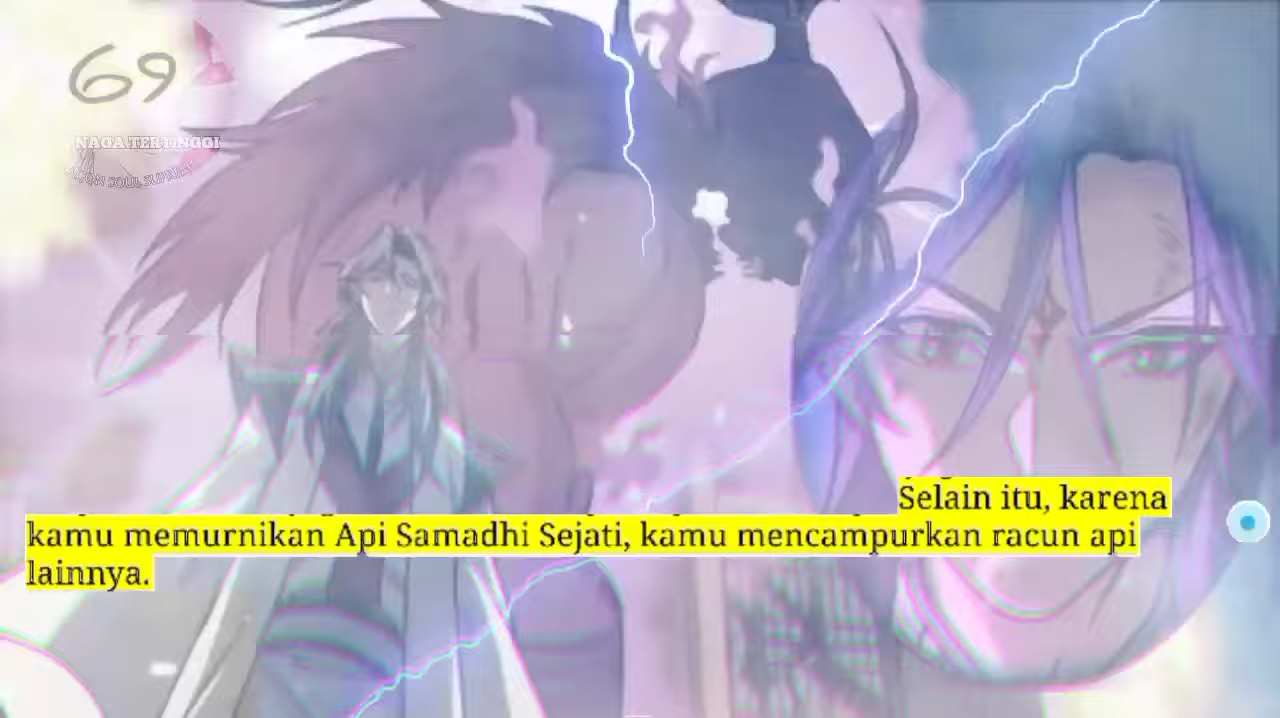 69
NAGA TERTINGGI
Selain itu, karena
kamu memurnikan Api Samadhi Sejati, kamu mencampurkan racun api
lainnya.